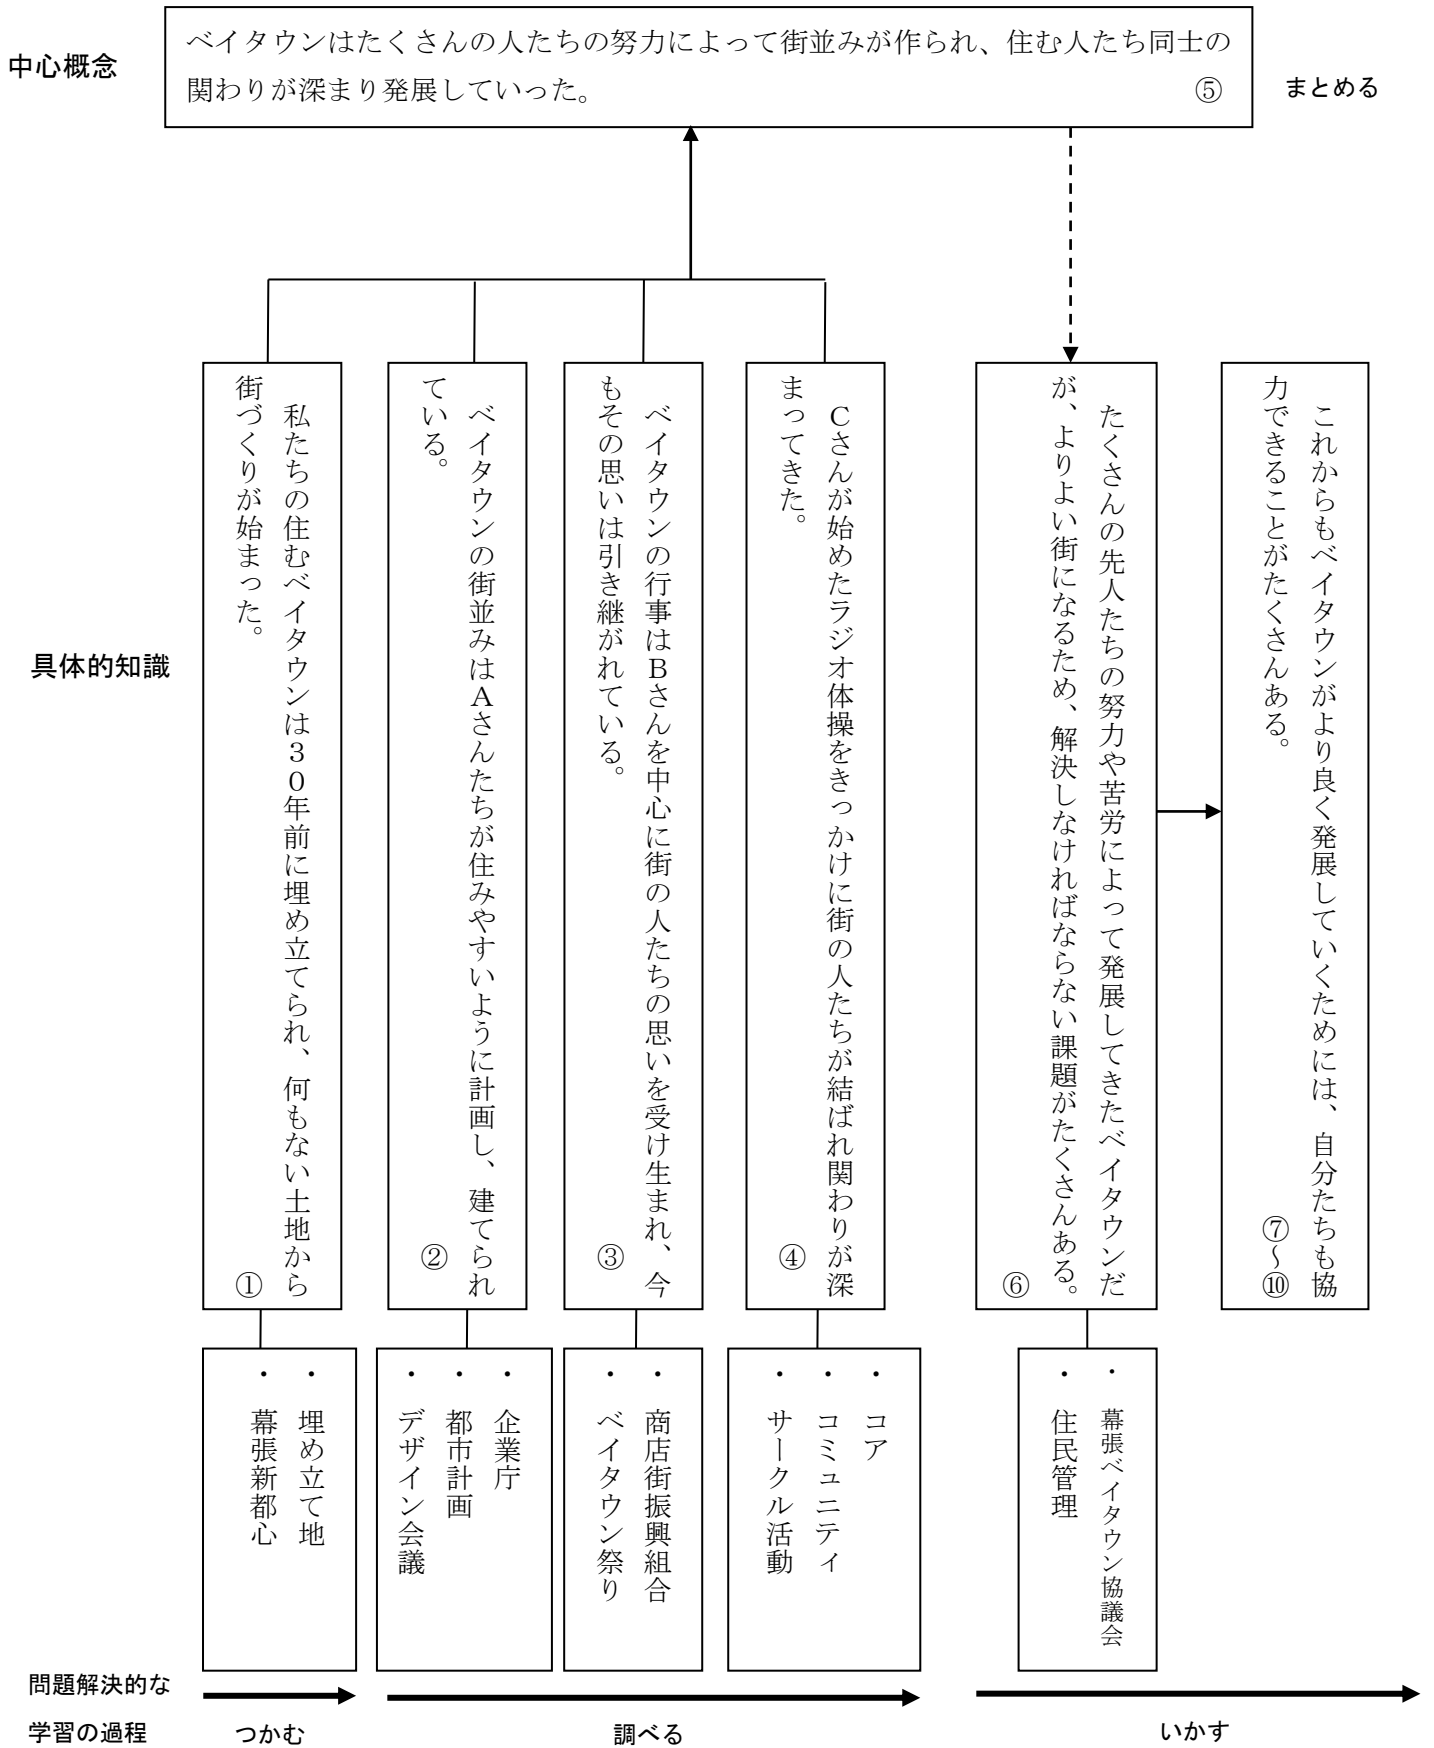 中心概念
ベイタウンはたくさんの人たちの努力によって街並みが作られ、住む人たち同士の
関わりが深まり発展していった。 ⑤
まとめる
具体的知識
私たちの住むベイタウンは３０年前に埋め立てられ、何もない土地から
街づくりが始まった。 ①
ベイタウンの街並みはＡさんたちが住みやすいように計画し、建てられ
ている。 ②
ベイタウンの行事はＢさんを中心に街の人たちの思いを受け生まれ、今
もその思いは引き継がれている。 ③
Ｃさんが始めたラジオ体操をきっかけに街の人たちが結ばれ関わりが深
まってきた。 ④
たくさんの先人たちの努力や苦労によって発展してきたベイタウンだ
が、よりよい街になるため、解決しなければならない課題がたくさんある。 ⑥
これからもベイタウンがより良く発展していくためには、自分たちも協
力できることがたくさんある。 ⑦～⑩
・ 埋め立て地
・ 幕張新都心
・ 企業庁
・ 都市計画
・ デザイン会議
・ 商店街振興組合
・ ベイタウン祭り
・ コア
・ コミュニティ
・ サークル活動
・ 幕張ベイタウン協議会
・ 住民管理
問題解決的な
学習の過程
つかむ
調べる
いかす